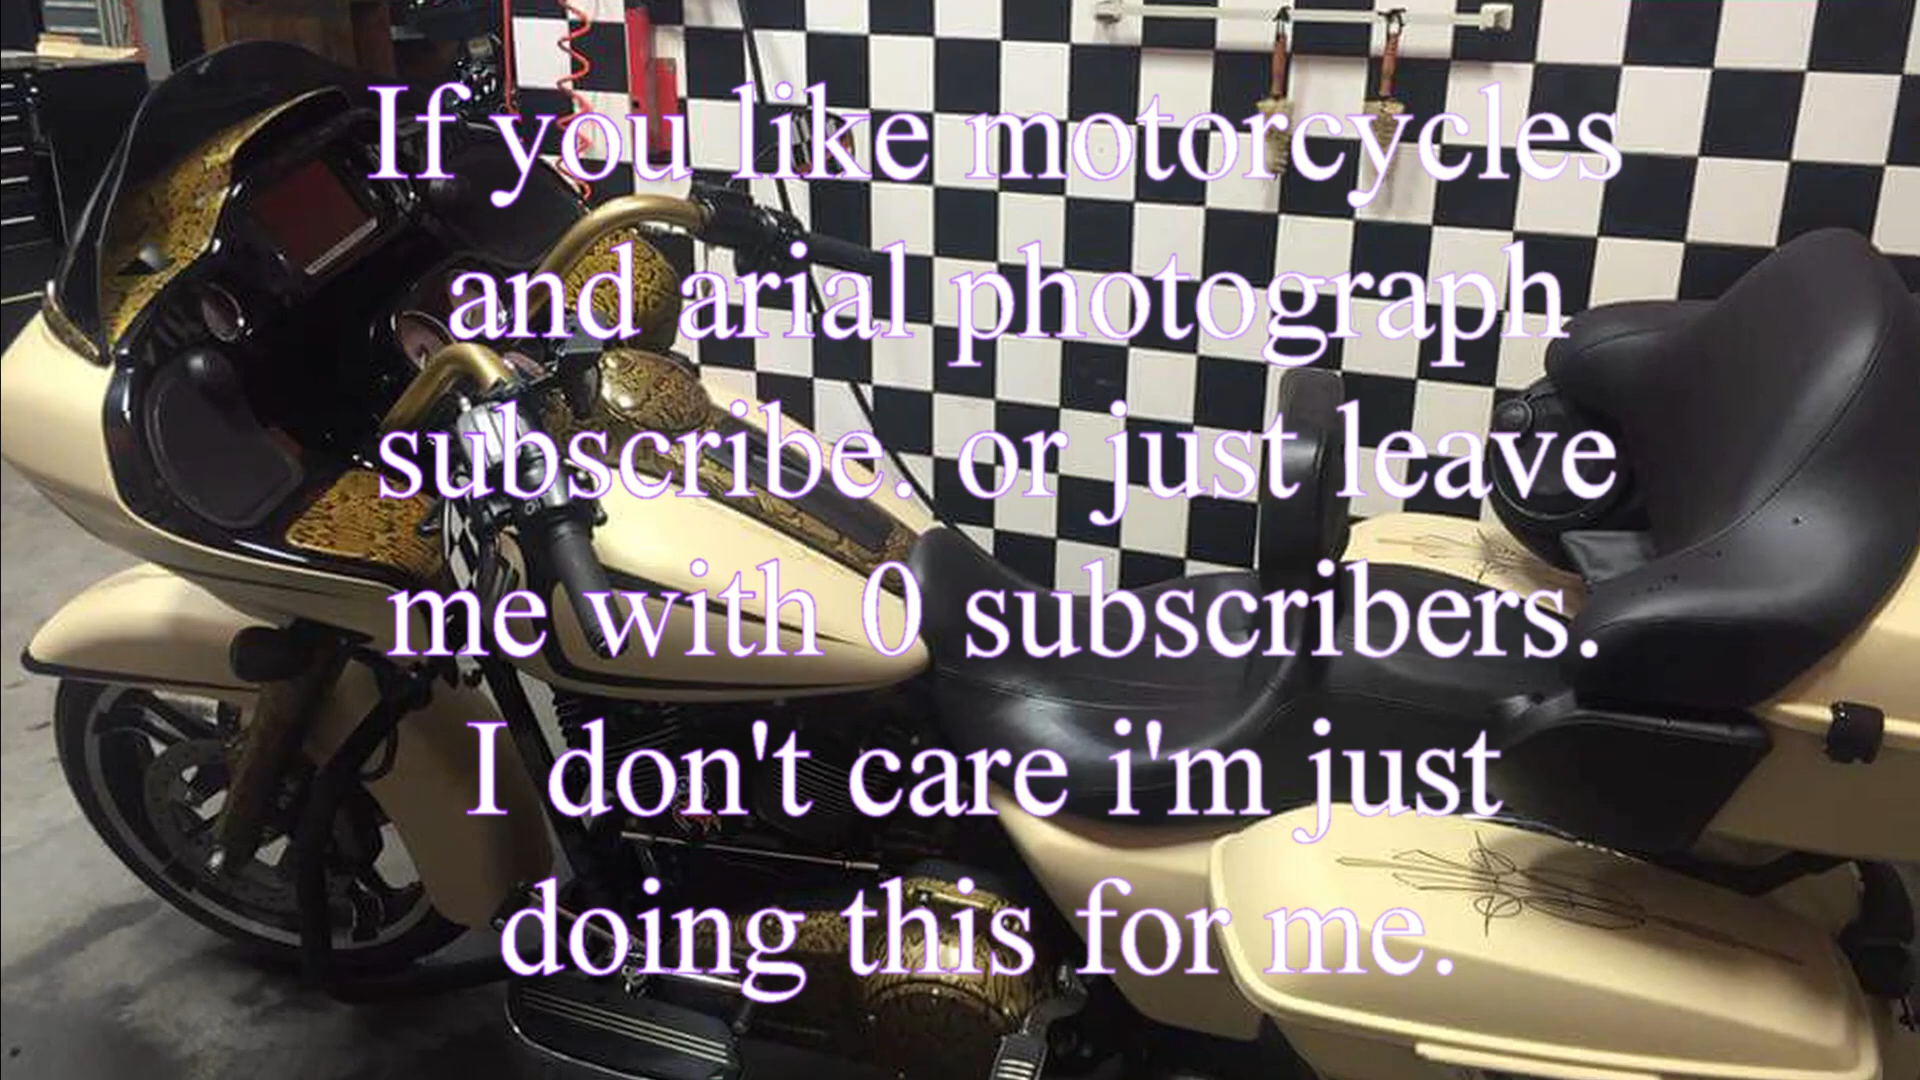 If you like motorcycles
and arial photograph
subscribe. or just leave
me with 0 subscribers.
I don't care i'm just
doing this for me.